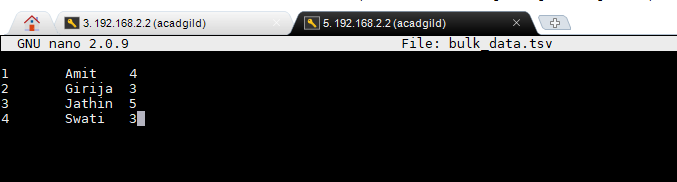 3. 192.168.2.2 (acadgild) 5. 192.168.2.2 (acadgild)
GNU nano 2.0.9 File: bulk_data.tsv
1 Amit 4
2 Girija 3
3 Jathin 5
4 Swati 3